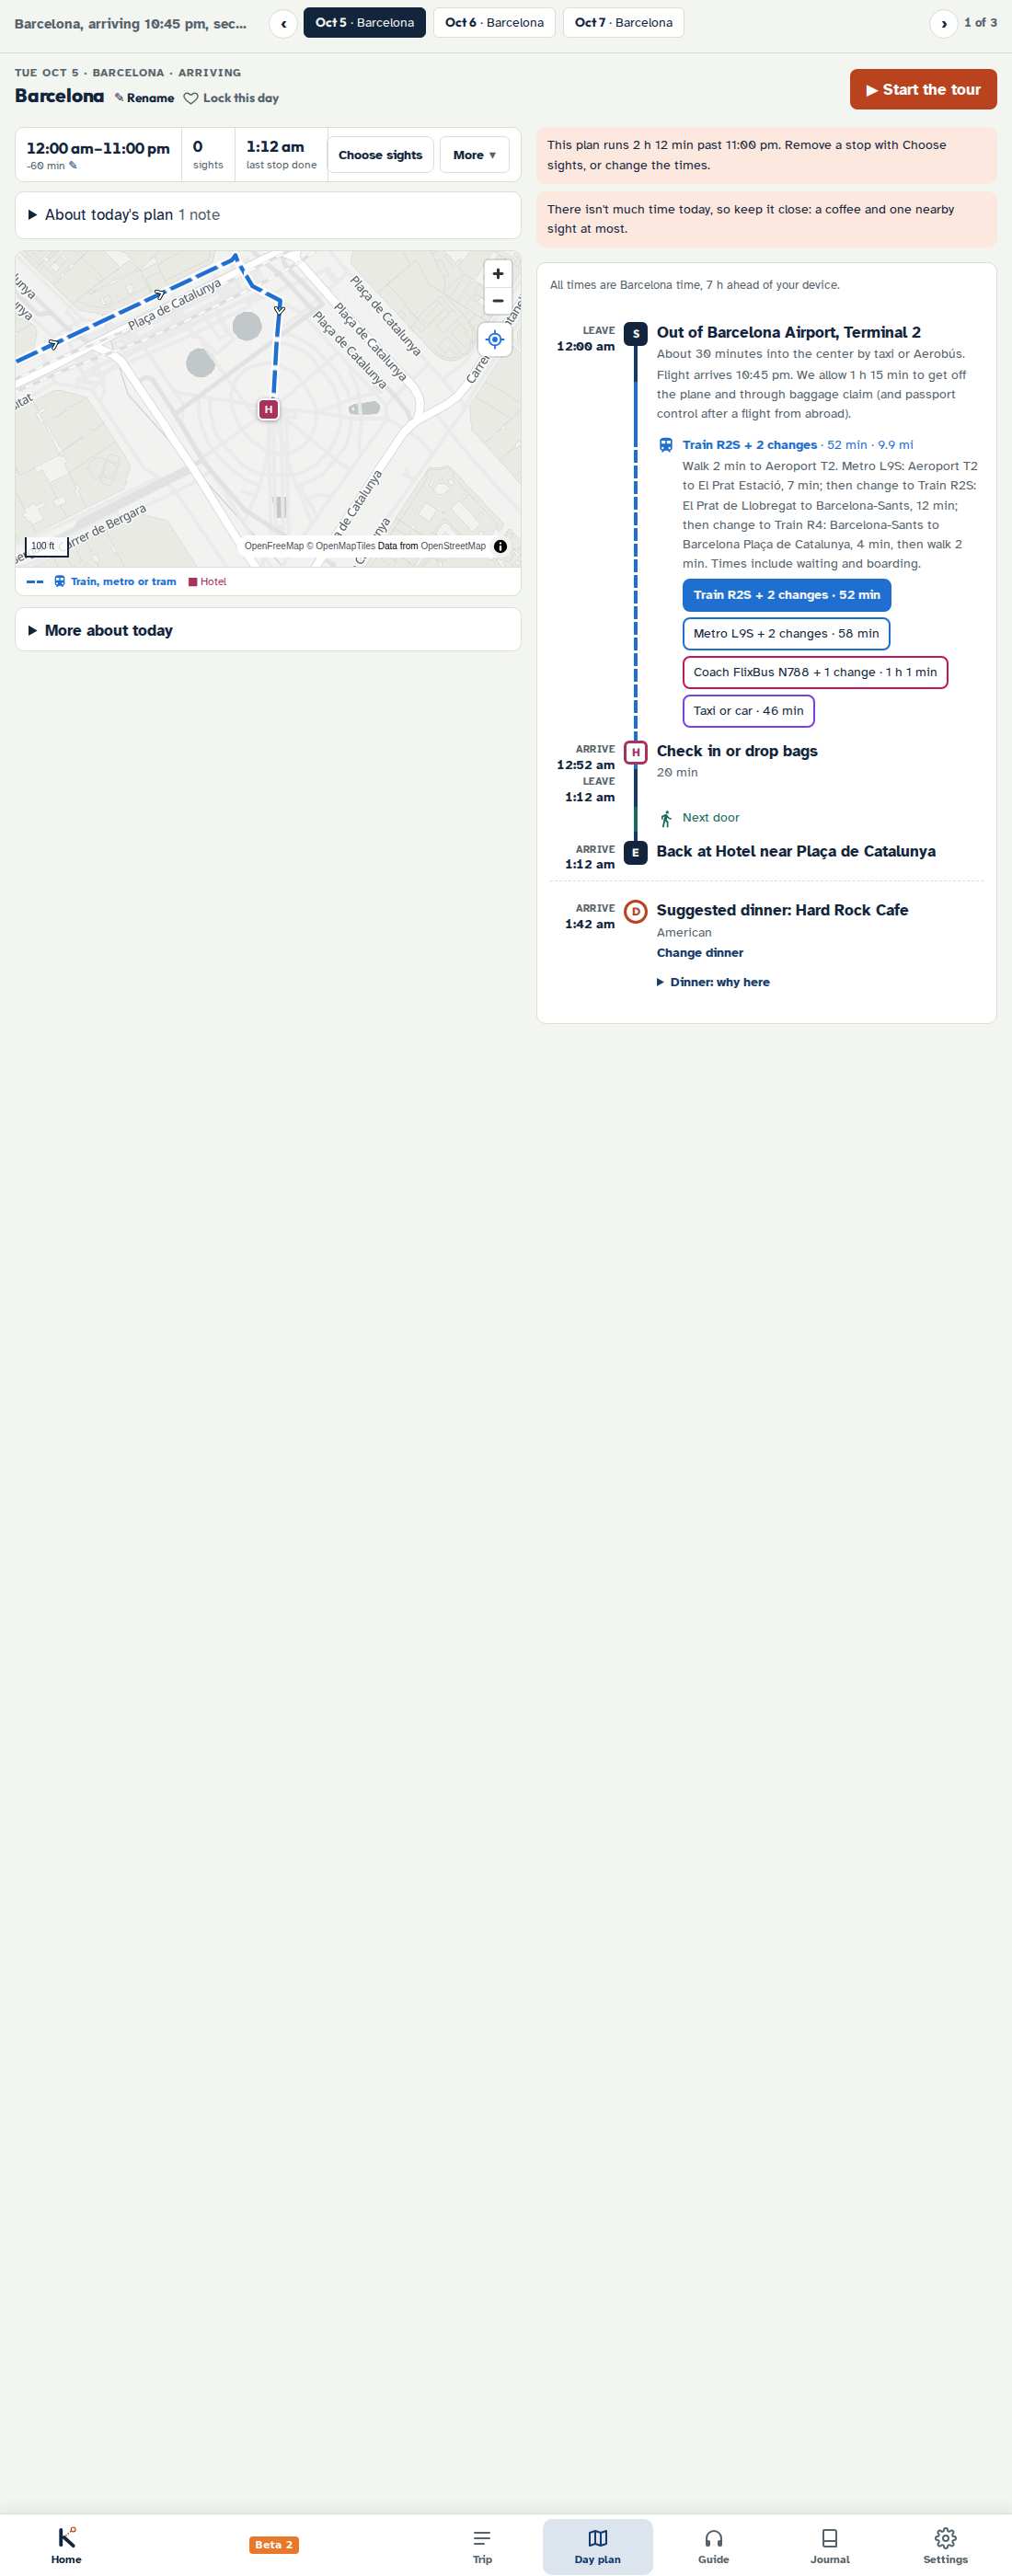 Barcelona, arriving 10:45 pm, sec...
‹
Oct 5 · Barcelona
Oct 6 · Barcelona
Oct 7 · Barcelona
›
1 of 3
TUE OCT 5 · BARCELONA · ARRIVING
Barcelona
✎ Rename
Lock this day
▶ Start the tour
12:00 am–11:00 pm
-60 min ✎
0
sights
1:12 am
last stop done
Choose sights
More ▾
▶ About today's plan 1 note
Plaça de Catalunya
Plaça de Catalunya
Plaça de Catalunya
Plaça de Catalunya
H
+
−
100 ft
OpenFreeMap © OpenMapTiles Data from OpenStreetMap
Train, metro or tram
Hotel
▶ More about today
This plan runs 2 h 12 min past 11:00 pm. Remove a stop with Choose
sights, or change the times.
There isn't much time today, so keep it close: a coffee and one nearby
sight at most.
All times are Barcelona time, 7 h ahead of your device.
LEAVE
12:00 am
S
Out of Barcelona Airport, Terminal 2
About 30 minutes into the center by taxi or Aerobús.
Flight arrives 10:45 pm. We allow 1 h 15 min to get off
the plane and through baggage claim (and passport
control after a flight from abroad).
Train R2S + 2 changes · 52 min · 9.9 mi
Walk 2 min to Aeroport T2. Metro L9S: Aeroport T2
to El Prat Estació, 7 min; then change to Train R2S:
El Prat de Llobregat to Barcelona-Sants, 12 min;
then change to Train R4: Barcelona-Sants to
Barcelona Plaça de Catalunya, 4 min, then walk 2
min. Times include waiting and boarding.
Train R2S + 2 changes · 52 min
Metro L9S + 2 changes · 58 min
Coach FlixBus N788 + 1 change · 1 h 1 min
Taxi or car · 46 min
ARRIVE
12:52 am
LEAVE
1:12 am
H
Check in or drop bags
20 min
Next door
ARRIVE
1:12 am
E
Back at Hotel near Plaça de Catalunya
ARRIVE
1:42 am
D
Suggested dinner: Hard Rock Cafe
American
Change dinner
▶ Dinner: why here
Home
Beta 2
Trip
Day plan
Guide
Journal
Settings